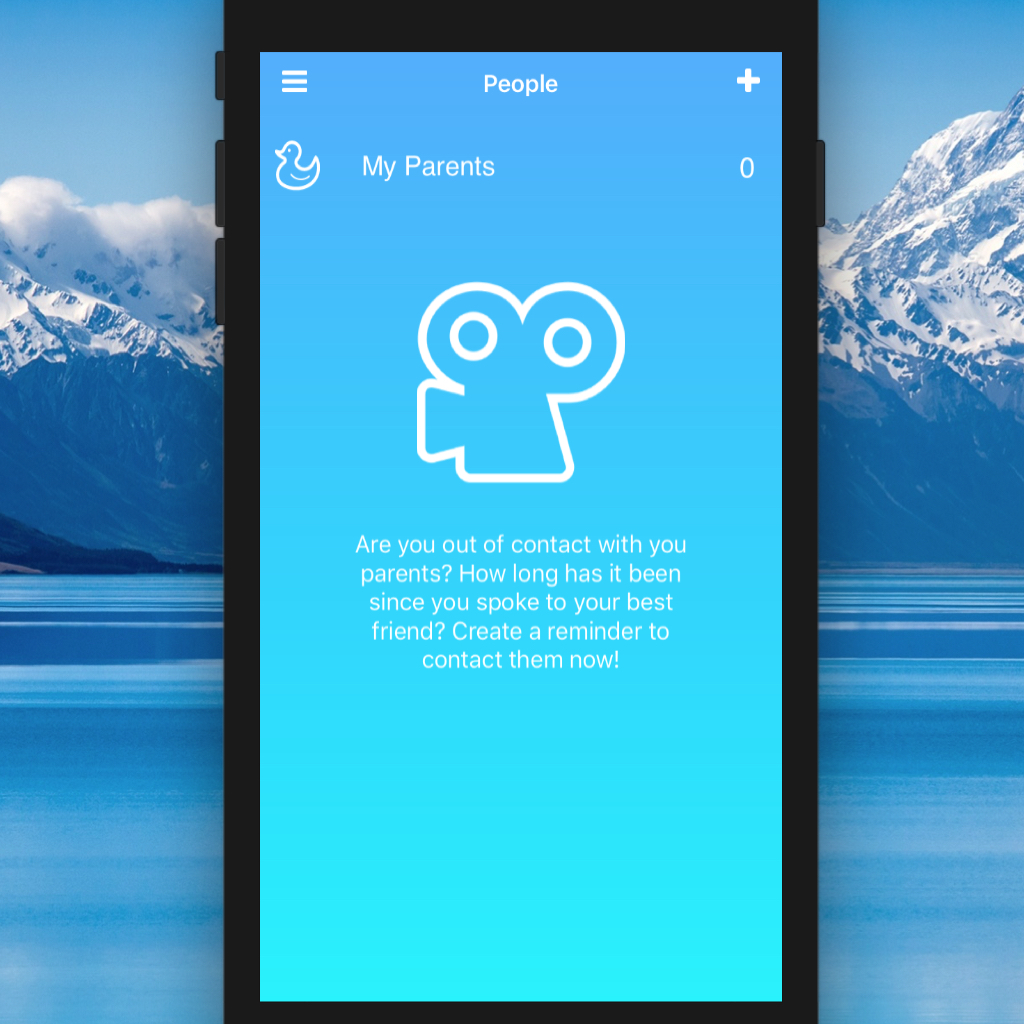 People
My Parents
0
Are you out of contact with you
parents? How long has it been
since you spoke to your best
friend? Create a reminder to
contact them now!